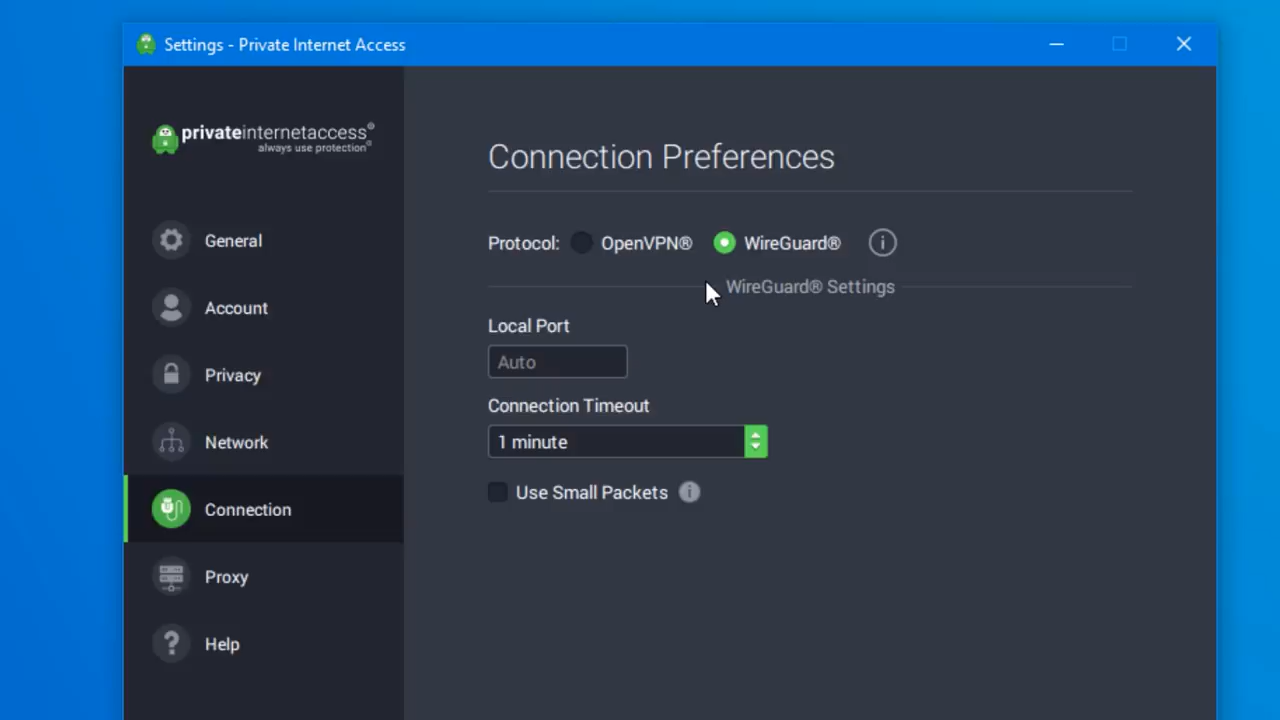 Settings - Private Internet Access
privateinternetaccess®
always use protection®
General
Account
Privacy
Network
Connection
Proxy
Help
Connection Preferences
Protocol: OpenVPN® WireGuard®
WireGuard® Settings
Local Port
Auto
Connection Timeout
1 minute
Use Small Packets